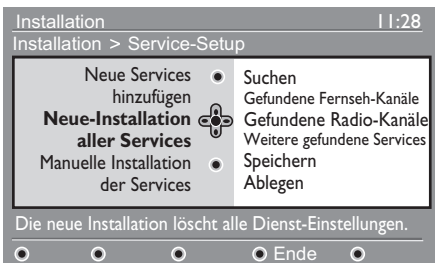 Installation 11:28
Installation > Service-Setup
Neue Services
hinzufügen
Neue-Installation
aller Services
Manuelle Installation
der Services
Suchen
Gefundene Fernseh-Kanäle
Gefundene Radio-Kanäle
Weitere gefundene Services
Speichern
Ablegen
Die neue Installation löscht alle Dienst-Einstellungen.
Ende